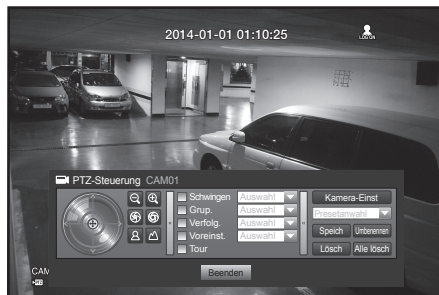 2014-01-01 01:10:25
LOG ON
PTZ-Steuerung CAM01
Schwingen Auswahl
Grup. Auswahl
Verfolg. Auswahl
Voreinst. Auswahl
Tour
Kamera-Einst
Presetanwahl
Speich Umbenennen
Lösch Alle lösch
CAM
Beenden